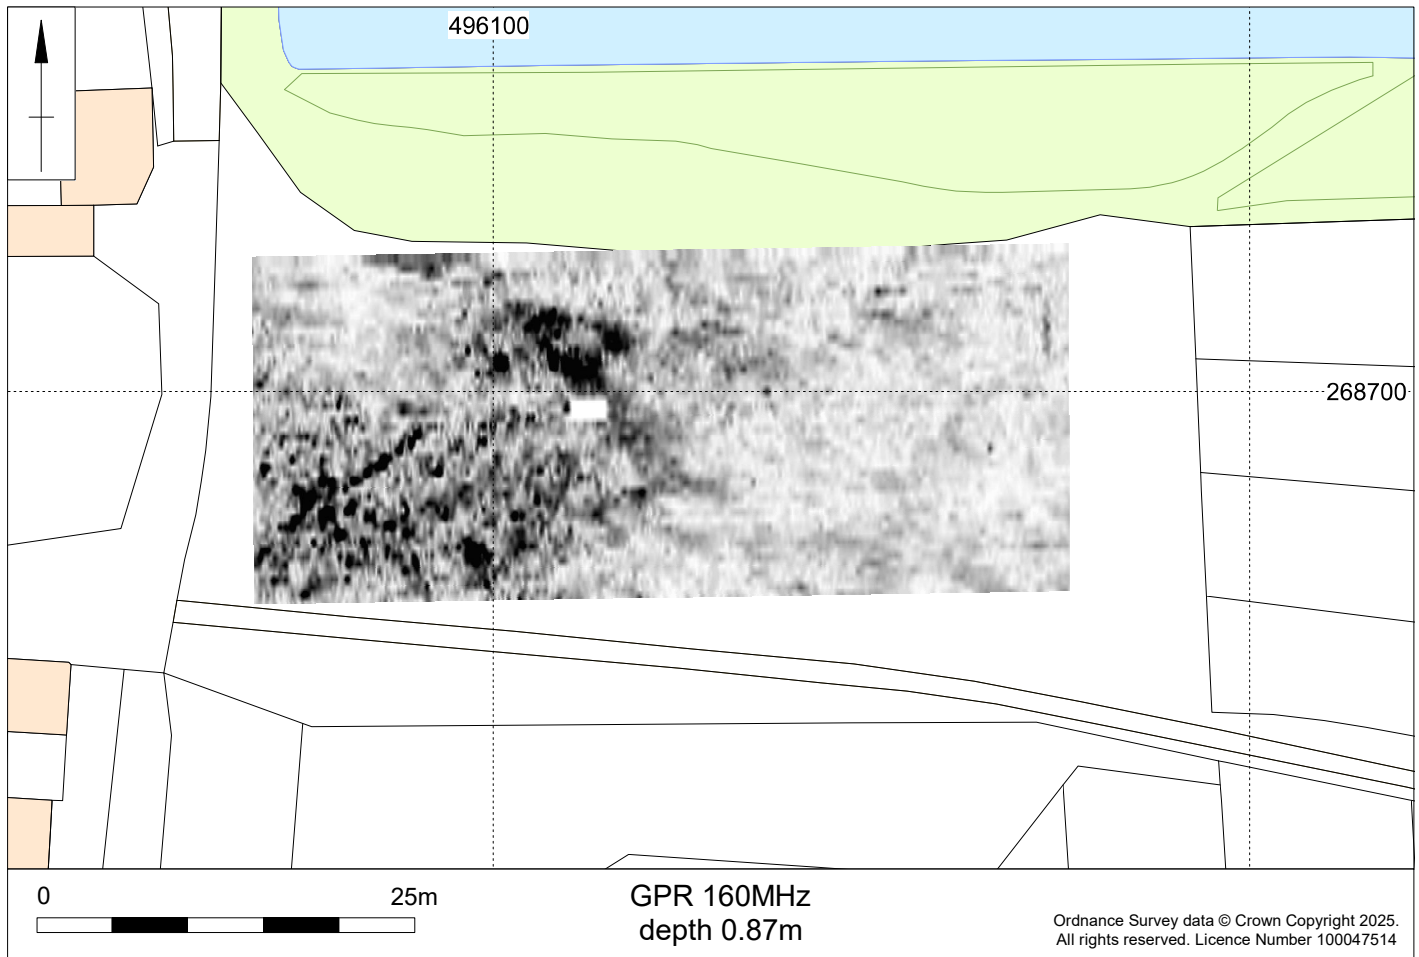 496100
268700
0 25m
GPR 160MHz
depth 0.87m
Ordnance Survey data © Crown Copyright 2025.
All rights reserved. Licence Number 100047514